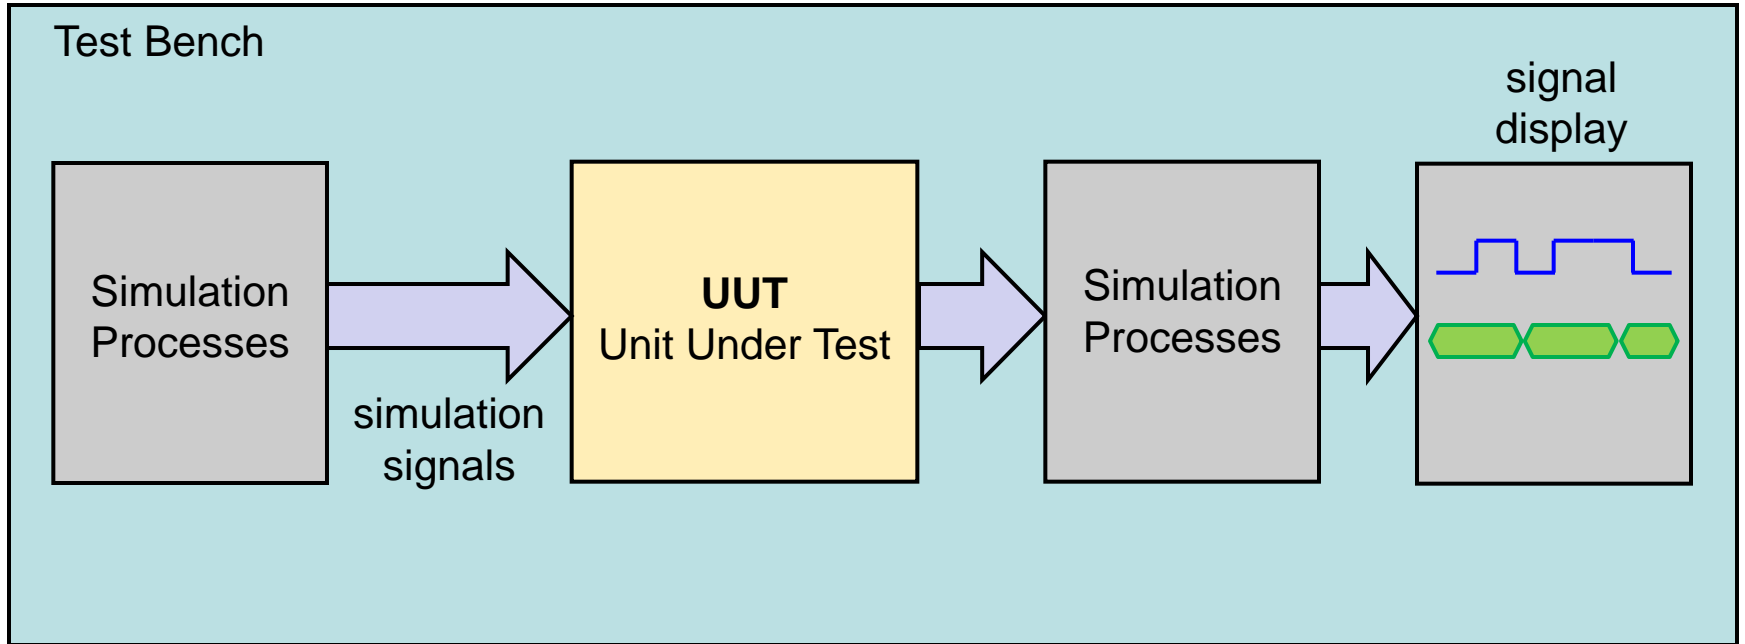 Test Bench
signal
display
Simulation
Processes
simulation
signals
UUT
Unit Under Test
Simulation
Processes